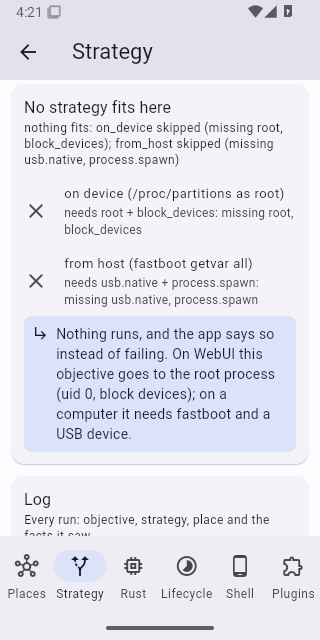 4:21
Strategy
No strategy fits here
nothing fits: on_device skipped (missing root,
block_devices); from_host skipped (missing
usb.native, process.spawn)
on device (/proc/partitions as root)
needs root + block_devices: missing root,
block_devices
from host (fastboot getvar all)
needs usb.native + process.spawn:
missing usb.native, process.spawn
Nothing runs, and the app says so
instead of failing. On WebUI this
objective goes to the root process
(uid 0, block devices); on a
computer it needs fastboot and a
USB device.
Log
Every run: objective, strategy, place and the
facts it saw
Places
Strategy
Rust
Lifecycle
Shell
Plugins